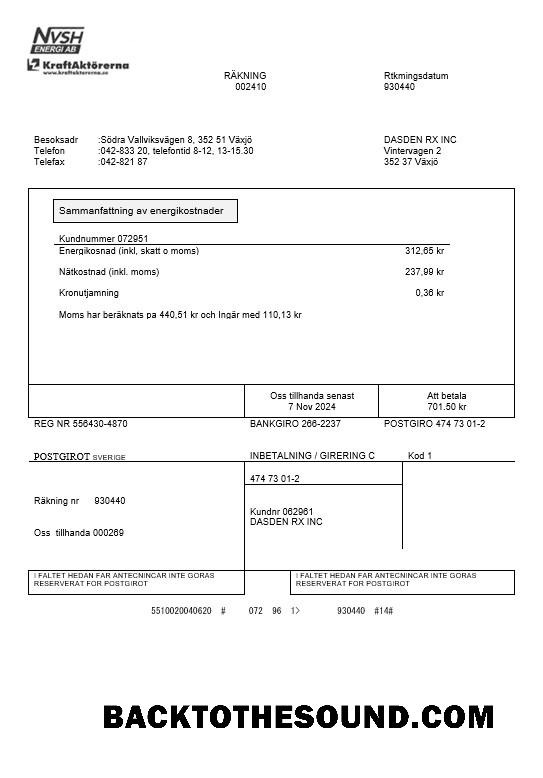 NVSH
ENERGI AB
KraftAktörerna
www.kraftaktorerna.se
RÄKNING
002410
Rtkmingsdatum
930440
Besoksadr :Södra Vallviksvägen 8, 352 51 Växjö
Telefon :042-833 20, telefontid 8-12, 13-15.30
Telefax :042-821 87
DASDEN RX INC
Vintervagen 2
352 37 Växjö
Sammanfattning av energikostnader
Kundnummer 072951
Energikosnad (inkl, skatt o moms) 312,65 kr
Nätkostnad (inkl. moms) 237,99 kr
Kronutjamning 0,36 kr
Moms har beräknats pa 440,51 kr och Ingär med 110,13 kr
Oss tillhanda senast
7 Nov 2024
Att betala
701.50 kr
REG NR 556430-4870 BANKGIRO 266-2237 POSTGIRO 474 73 01-2
POSTGIROT SVERIGE INBETALNING / GIRERING C Kod 1
474 73 01-2
Räkning nr 930440
Kundnr 062961
DASDEN RX INC
Oss tillhanda 000269
I FALTET HEDAN FAR ANTECNINCAR INTE GORAS
RESERVERAT FOR POSTGIROT
I FALTET HEDAN FAR ANTECNINCAR INTE GORAS
RESERVERAT FOR POSTGIROT
5510020040620 # 072 96 1> 930440 #14#
BACKTOTHESOUND.COM